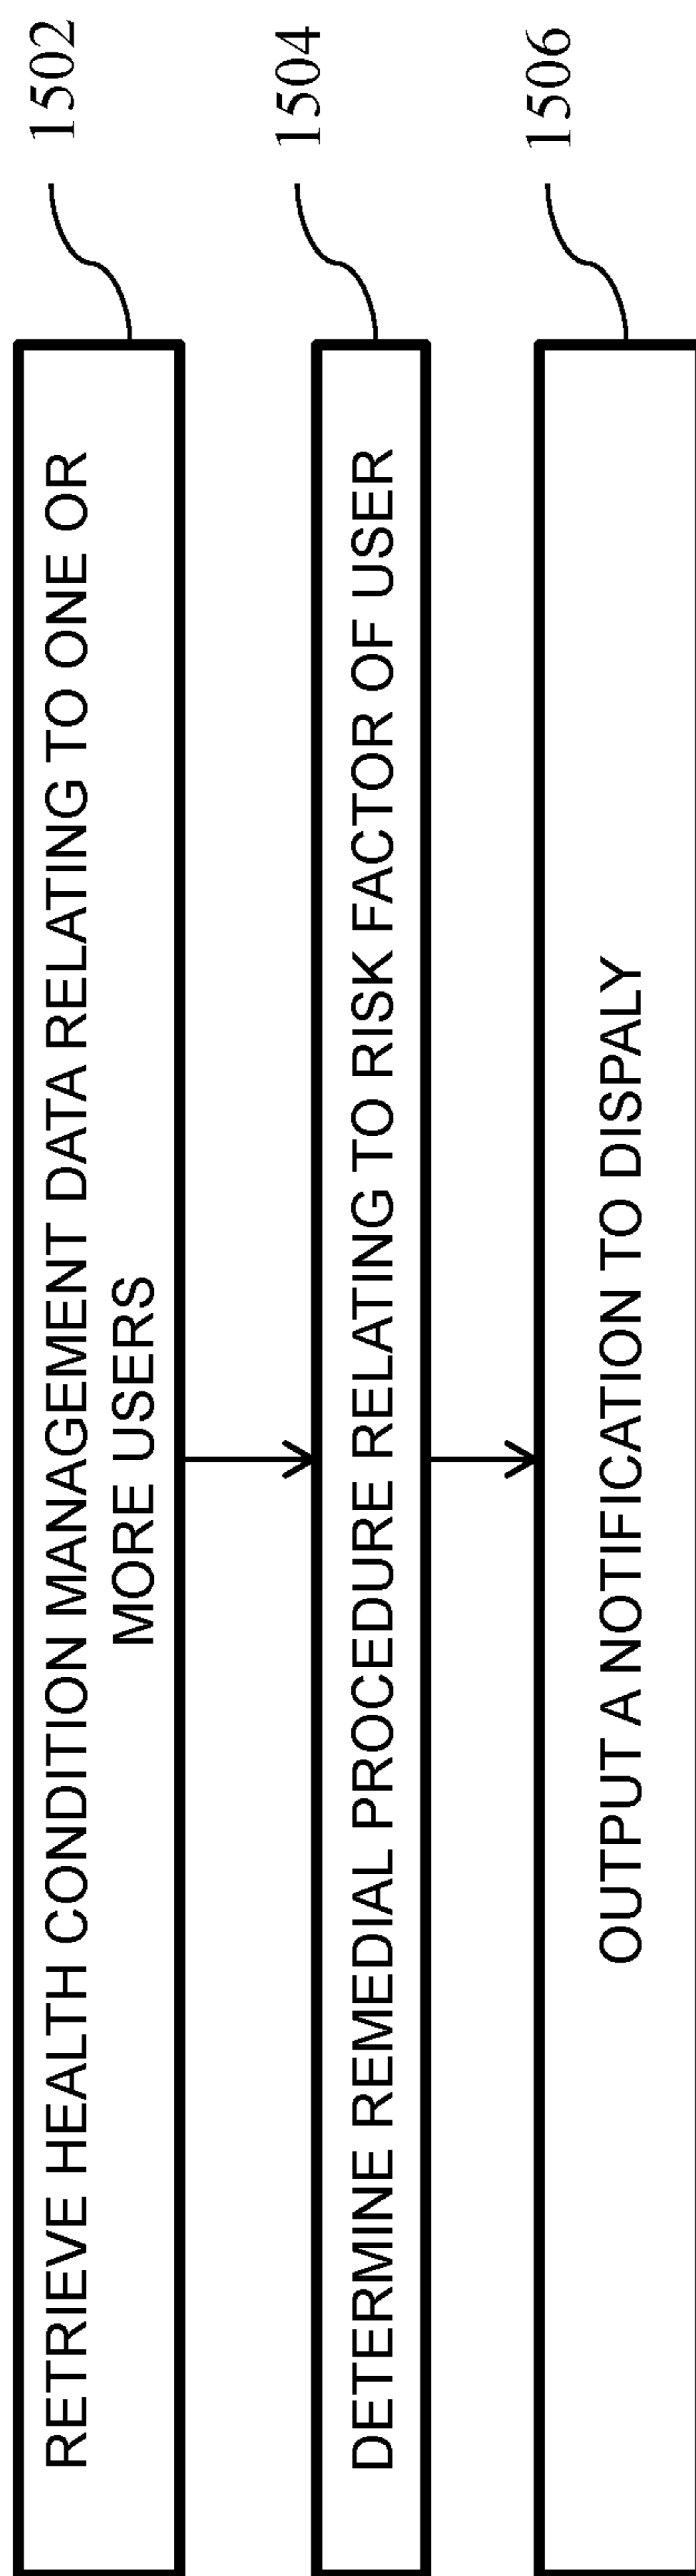 RETRIEVE HEALTH CONDITION MANAGEMENT DATA RELATING TO ONE OR
MORE USERS
1502
DETERMINE REMEDIAL PROCEDURE RELATING TO RISK FACTOR OF USER
1504
OUTPUT A NOTIFICATION TO DISPALY
1506